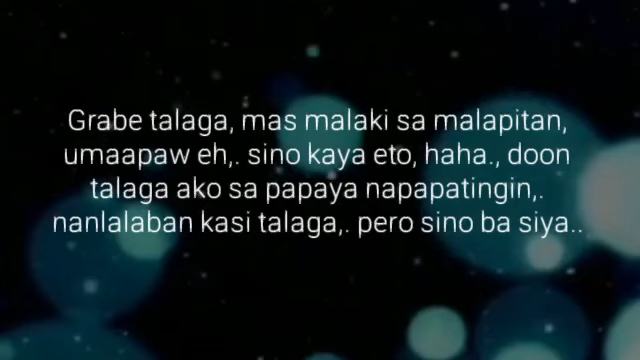 Grabe talaga, mas malaki sa malapitan,
umaapaw eh,. sino kaya eto, haha., doon
talaga ako sa papaya napapatingin,.
nanlalaban kasi talaga,. pero sino ba siya..